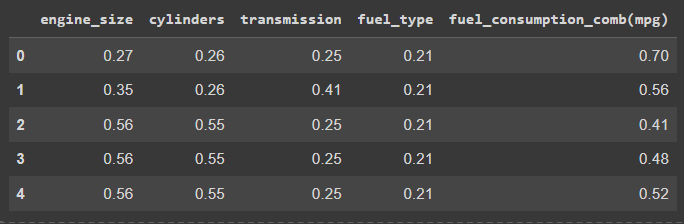 engine_size cylinders transmission fuel_type fuel_consumption_comb(mpg)
0 0.27 0.26 0.25 0.21 0.70
1 0.35 0.26 0.41 0.21 0.56
2 0.56 0.55 0.25 0.21 0.41
3 0.56 0.55 0.25 0.21 0.48
4 0.56 0.55 0.25 0.21 0.52